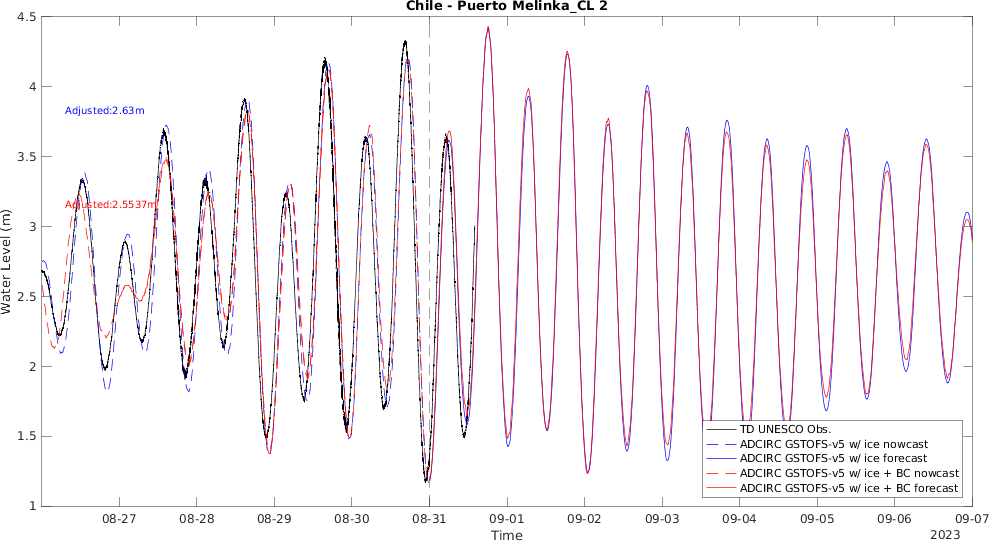 Chile - Puerto Melinka_CL 2
4.5
4
3.5
3
2.5
2
1.5
1
Water Level (m)
Adjusted:2.63m
Adjusted:2.5537m
TD UNESCO Obs.
ADCIRC GSTOFS-v5 w/ ice nowcast
ADCIRC GSTOFS-v5 w/ ice forecast
ADCIRC GSTOFS-v5 w/ ice + BC nowcast
ADCIRC GSTOFS-v5 w/ ice + BC forecast
08-27 08-28 08-29 08-30 08-31 09-01 09-02 09-03 09-04 09-05 09-06 09-07
Time
2023